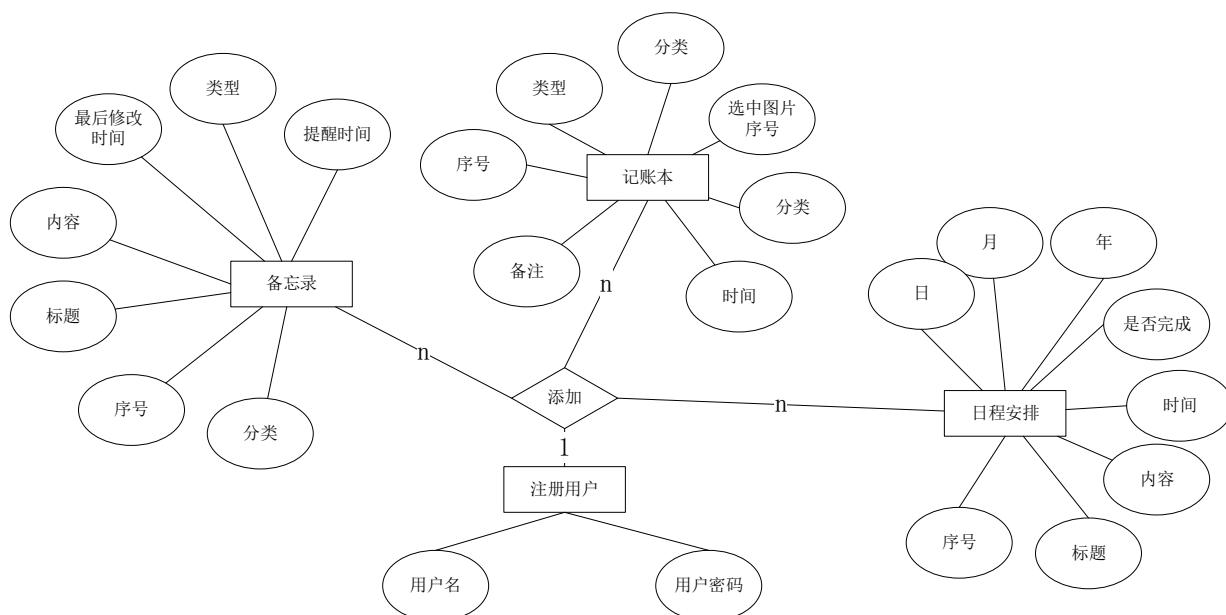 分类
类型
类型
选中图片
序号
最后修改
时间
提醒时间
序号
记账本
分类
内容
备注
月
年
备忘录
n
日
时间
标题
是否完成
n
添加
n
序号
分类
日程安排
时间
1
注册用户
内容
序号
标题
用户名
用户密码